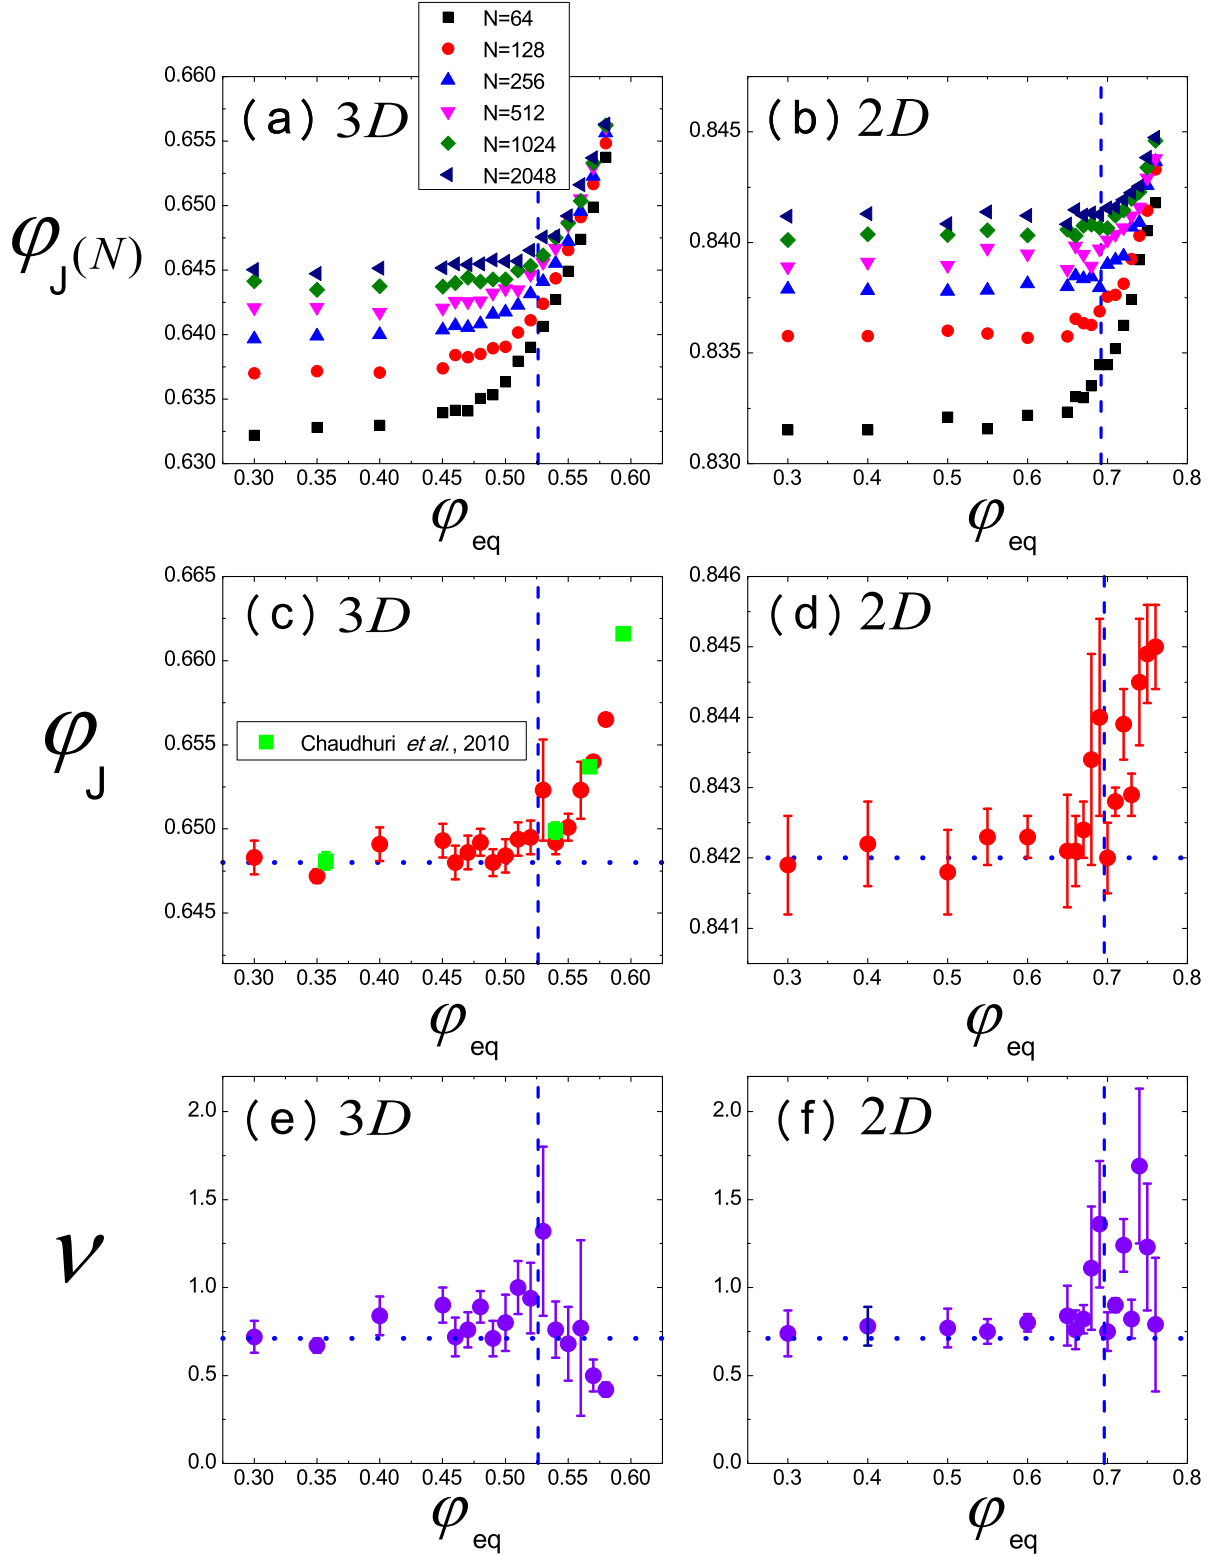 N=64
N=128
N=256
N=512
N=1024
N=2048
(a) 3D
0.660
0.655
0.650
0.645
0.640
0.635
0.630
φJ(N)
0.30 0.35 0.40 0.45 0.50 0.55 0.60
φeq
(b) 2D
0.845
0.840
0.835
0.830
0.3 0.4 0.5 0.6 0.7 0.8
φeq
(c) 3D
0.665
0.660
0.655
0.650
0.645
φJ
Chaudhuri et al., 2010
0.30 0.35 0.40 0.45 0.50 0.55 0.60
φeq
(d) 2D
0.846
0.845
0.844
0.843
0.842
0.841
0.3 0.4 0.5 0.6 0.7 0.8
φeq
(e) 3D
2.0
1.5
1.0
0.5
0.0
ν
0.30 0.35 0.40 0.45 0.50 0.55 0.60
φeq
(f) 2D
2.0
1.5
1.0
0.5
0.0
0.3 0.4 0.5 0.6 0.7 0.8
φeq